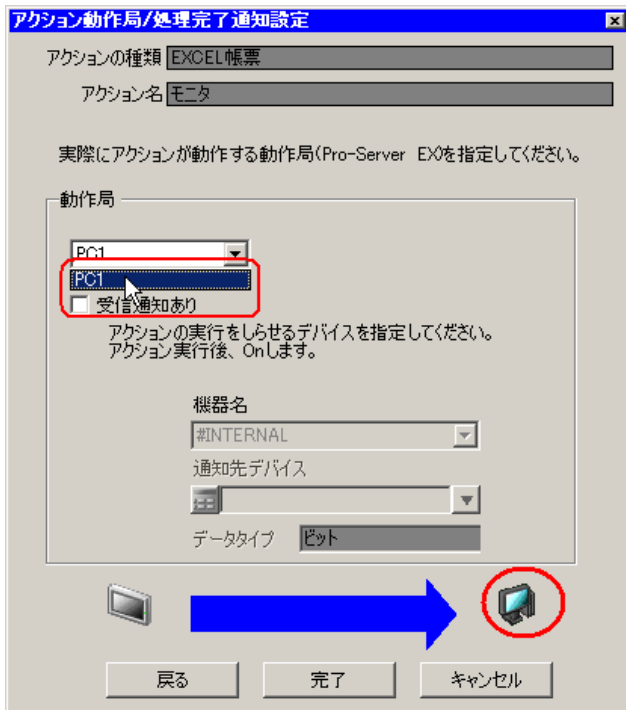 アクション動作局/処理完了通知設定
アクションの種類 EXCEL帳票
アクション名 モニタ
実際にアクションが動作する動作局(Pro-Server EX)を指定してください。
動作局
PC1
PC1
受信通知あり
アクションの実行をしらせるデバイスを指定してください。
アクション実行後、Onします。
機器名
#INTERNAL
通知先デバイス
データタイプ ビット
戻る 完了 キャンセル